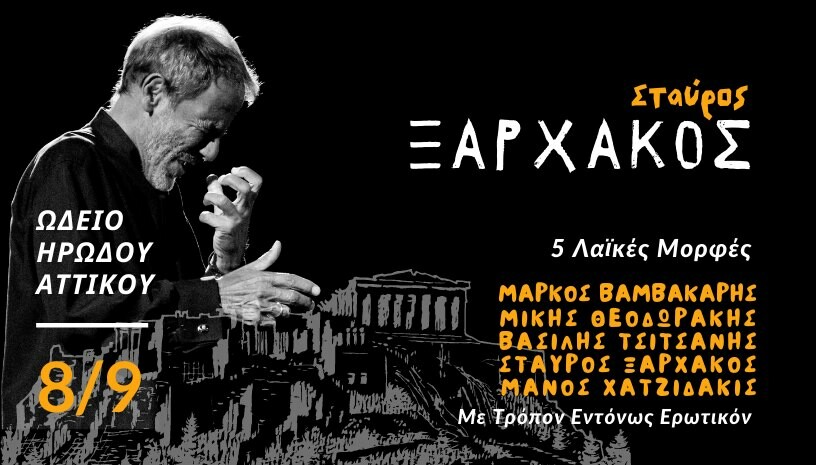 Σταύρος
ΞΑΡΧΑΚΟΣ
ΩΔΕΙΟ
ΗΡΩΔΟΥ
ΑΤΤΙΚΟΥ
8/9
5 Λαϊκές Μορφές
ΜΑΡΚΟΣ ΒΑΜΒΑΚΑΡΗΣ
ΜΙΚΗΣ ΘΕΟΔΩΡΑΚΗΣ
ΒΑΣΙΛΗΣ ΤΣΙΤΣΑΝΗΣ
ΣΤΑΥΡΟΣ ΞΑΡΧΑΚΟΣ
ΜΑΝΟΣ ΧΑΤΖΙΔΑΚΙΣ
Με Τρόπον Εντόνως Ερωτικόν